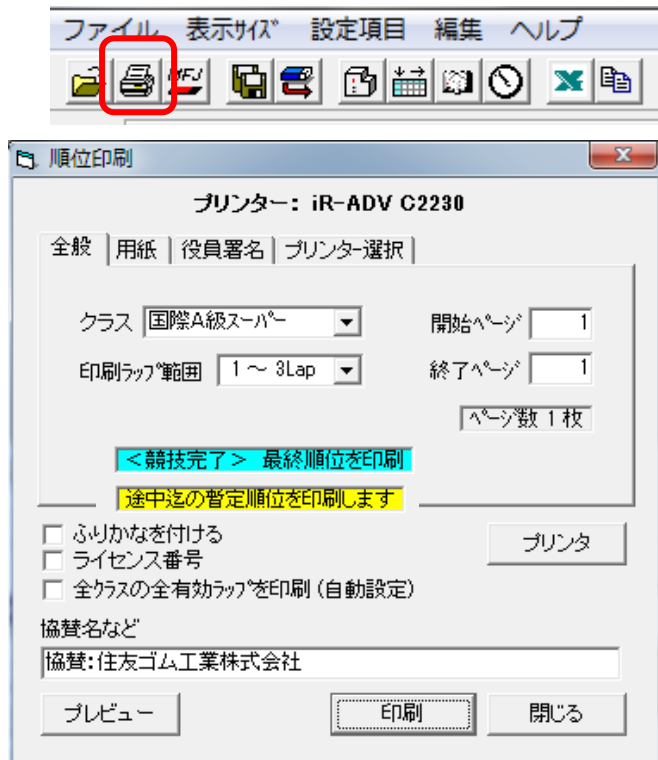 ファイル 表示ｻｲｽﾞ 設定項目 編集 ヘルプ
MFJ
順位印刷
プリンター: iR-ADV C2230
全般 用紙 役員署名 プリンター選択
クラス 国際A級スーパー 開始ﾍﾟｰｼﾞ 1
印刷ﾗｯﾌﾟ範囲 1 ～ 3Lap 終了ﾍﾟｰｼﾞ 1
ﾍﾟｰｼﾞ数 1 枚
＜競技完了＞ 最終順位を印刷
途中迄の暫定順位を印刷します
ふりかなを付ける
ライセンス番号 プリンタ
全ｸﾗｽの全有効ﾗｯﾌﾟを印刷(自動設定)
協賛名など
協賛:住友ゴム工業株式会社
プレビュー 印刷 閉じる